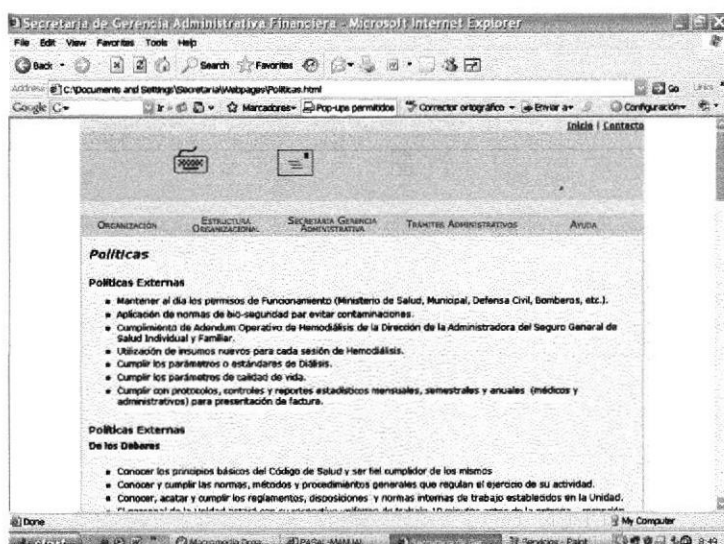 Secretaria de Gerencia Administrativa Financiera - Microsoft Internet Explorer
File Edit View Favorites Tools Help
Back Search Favorites
Address C:\Documents and Settings\Secretaria\Webpages\Politicas.html Go Links
Google Ir Marcadores Pop-ups permitidos Corrector ortográfico Enviar a Configuración
Inicio | Contacto
ORGANIZACIÓN ESTRUCTURA ORGANIZACIONAL SECRETARIA GERENCIA ADMINISTRATIVA TRÁMITES ADMINISTRATIVOS AYUDA
Políticas
Políticas Externas
Mantener al día los permisos de Funcionamiento (Ministerio de Salud, Municipal, Defensa Civil, Bomberos, etc.).
Aplicación de normas de bio-seguridad par evitar contaminaciones.
Cumplimiento de Adendum Operativo de Hemodiálisis de la Dirección de la Administradora del Seguro General de
Salud Individual y Familiar.
Utilización de insumos nuevos para cada sesión de Hemodiálisis.
Cumplir los parámetros o estándares de Diálisis.
Cumplir los parámetros de calidad de vida.
Cumplir con protocolos, controles y reportes estadísticos mensuales, semestrales y anuales (médicos y
administrativos) para presentación de factura.
Políticas Externas
De los Deberes
Conocer los principios básicos del Código de Salud y ser fiel cumplidor de los mismos
Conocer y cumplir las normas, métodos y procedimientos generales que regulan el ejercicio de su actividad.
Conocer, acatar y cumplir los reglamentos, disposiciones y normas internas de trabajo establecidos en la Unidad.
Done My Computer
start Servicios - Paint 8:49